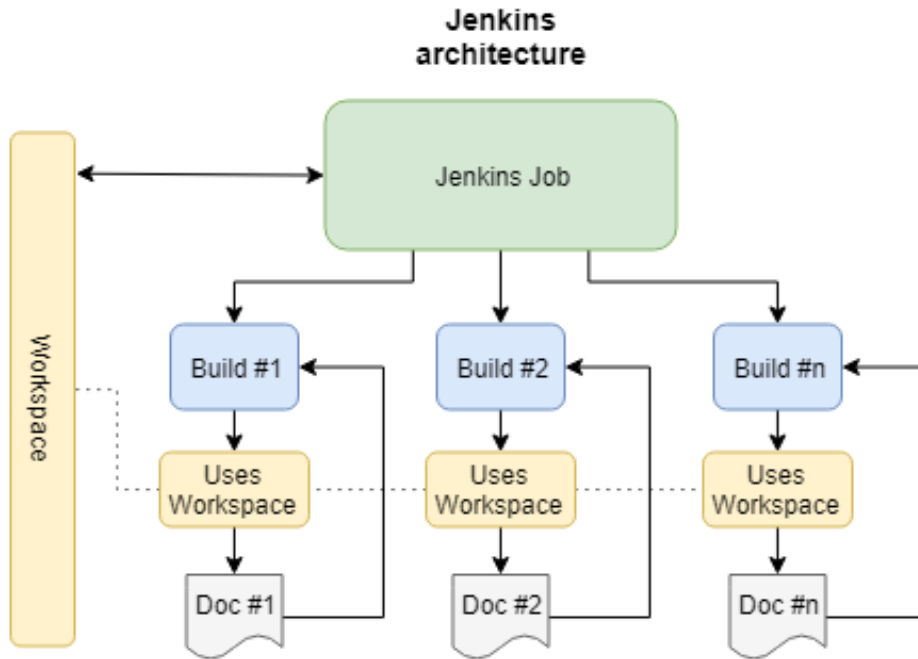 Jenkins
architecture
Jenkins Job
Workspace
Build #1
Build #2
Build #n
Uses
Workspace
Uses
Workspace
Uses
Workspace
Doc #1
Doc #2
Doc #n